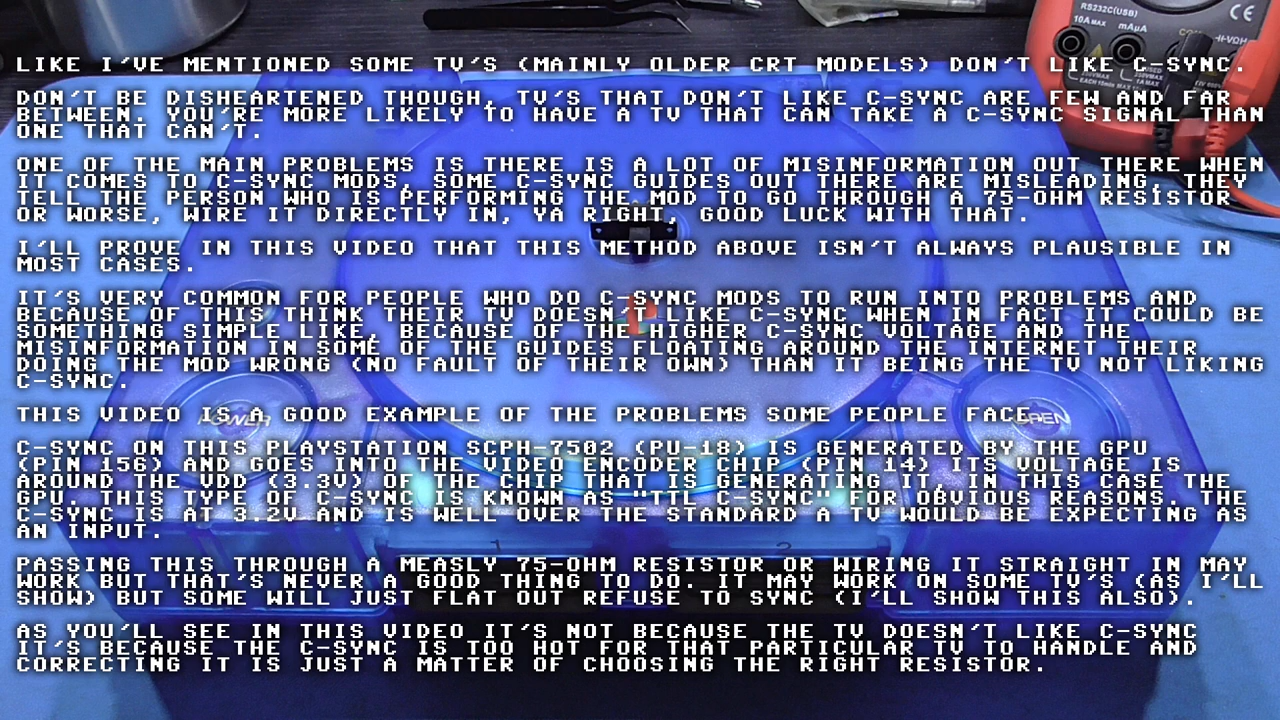 RS232C(USB)
10A MAX
mAµA
LIKE I'VE MENTIONED SOME TV'S (MAINLY OLDER CRT MODELS) DON'T LIKE C-SYNC.
DON'T BE DISHEARTENED THOUGH, TV'S THAT DON'T LIKE C-SYNC ARE FEW AND FAR
BETWEEN. YOU'RE MORE LIKELY TO HAVE A TV THAT CAN TAKE A C-SYNC SIGNAL THAN
ONE THAT CAN'T.
ONE OF THE MAIN PROBLEMS IS THERE IS A LOT OF MISINFORMATION OUT THERE WHEN
IT COMES TO C-SYNC MODS, SOME C-SYNC GUIDES OUT THERE ARE MISLEADING, THEY
TELL THE PERSON WHO IS PERFORMING THE MOD TO GO THROUGH A 75-OHM RESISTOR
OR WORSE, WIRE IT DIRECTLY IN, YA RIGHT, GOOD LUCK WITH THAT.
I'LL PROVE IN THIS VIDEO THAT THIS METHOD ABOVE ISN'T ALWAYS PLAUSIBLE IN
MOST CASES.
IT'S VERY COMMON FOR PEOPLE WHO DO C-SYNC MODS TO RUN INTO PROBLEMS AND
BECAUSE OF THIS THINK THEIR TV DOESN'T LIKE C-SYNC WHEN IN FACT IT COULD BE
SOMETHING SIMPLE LIKE, BECAUSE OF THE HIGHER C-SYNC VOLTAGE AND THE
MISINFORMATION IN SOME OF THE GUIDES FLOATING AROUND THE INTERNET THEIR
DOING THE MOD WRONG (NO FAULT OF THEIR OWN) THAN IT BEING THE TV NOT LIKING
C-SYNC.
THIS VIDEO IS A GOOD EXAMPLE OF THE PROBLEMS SOME PEOPLE FACE.
POWER
OPEN
C-SYNC ON THIS PLAYSTATION SCPH-7502 (PU-18) IS GENERATED BY THE GPU
(PIN 156) AND GOES INTO THE VIDEO ENCODER CHIP (PIN 14) ITS VOLTAGE IS
AROUND THE VDD (3.3V) OF THE CHIP THAT IS GENERATING IT, IN THIS CASE THE
GPU. THIS TYPE OF C-SYNC IS KNOWN AS "TTL C-SYNC" FOR OBVIOUS REASONS. THE
C-SYNC IS AT 3.2V AND IS WELL OVER THE STANDARD A TV WOULD BE EXPECTING AS
AN INPUT.
1 2
PASSING THIS THROUGH A MEASLY 75-OHM RESISTOR OR WIRING IT STRAIGHT IN MAY
WORK BUT THAT'S NEVER A GOOD THING TO DO. IT MAY WORK ON SOME TV'S (AS I'LL
SHOW) BUT SOME WILL JUST FLAT OUT REFUSE TO SYNC (I'LL SHOW THIS ALSO).
AS YOU'LL SEE IN THIS VIDEO IT'S NOT BECAUSE THE TV DOESN'T LIKE C-SYNC
IT'S BECAUSE THE C-SYNC IS TOO HOT FOR THAT PARTICULAR TV TO HANDLE AND
CORRECTING IT IS JUST A MATTER OF CHOOSING THE RIGHT RESISTOR.